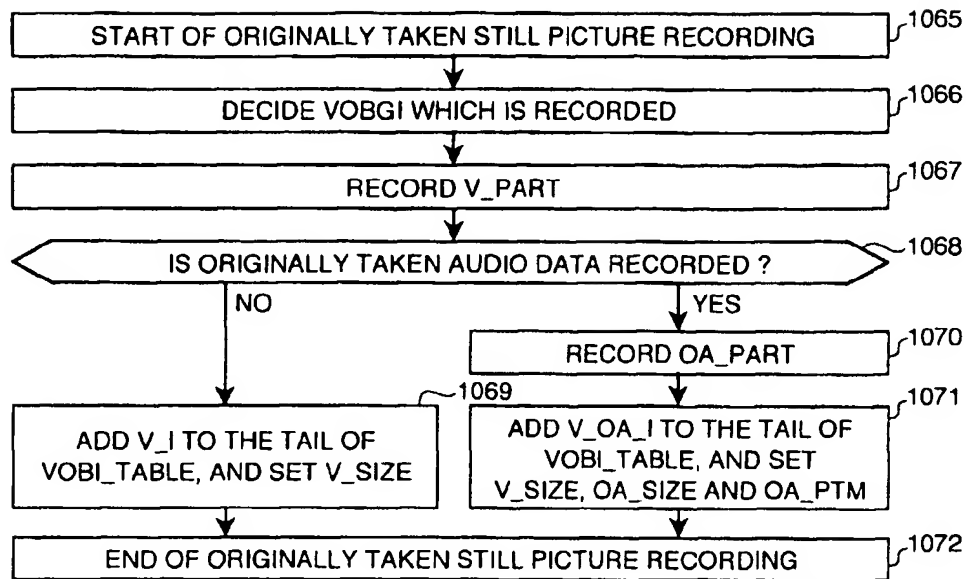 START OF ORIGINALLY TAKEN STILL PICTURE RECORDING
1065
DECIDE VOBGI WHICH IS RECORDED
1066
RECORD V_PART
1067
IS ORIGINALLY TAKEN AUDIO DATA RECORDED ?
1068
NO
YES
RECORD OA_PART
1070
1069
1071
ADD V_I TO THE TAIL OF
VOBI_TABLE, AND SET V_SIZE
ADD V_OA_I TO THE TAIL OF
VOBI_TABLE, AND SET
V_SIZE, OA_SIZE AND OA_PTM
END OF ORIGINALLY TAKEN STILL PICTURE RECORDING
1072